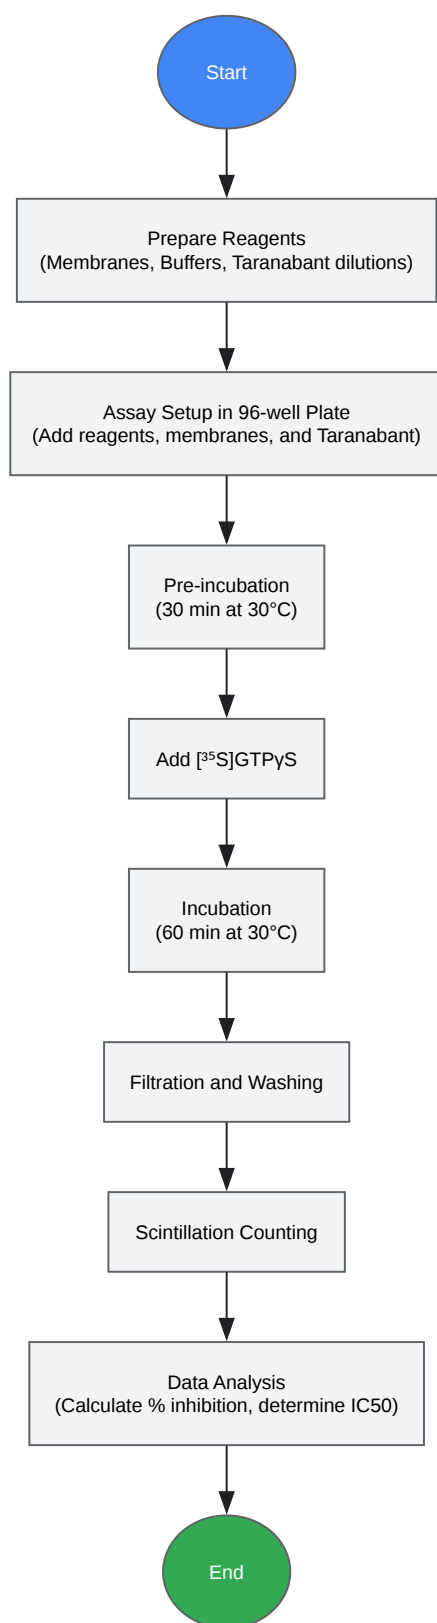 Start
Prepare Reagents
(Membranes, Buffers, Taranabant dilutions)
Assay Setup in 96-well Plate
(Add reagents, membranes, and Taranabant)
Pre-incubation
(30 min at 30°C)
Add [³⁵S]GTPγS
Incubation
(60 min at 30°C)
Filtration and Washing
Scintillation Counting
Data Analysis
(Calculate % inhibition, determine IC50)
End